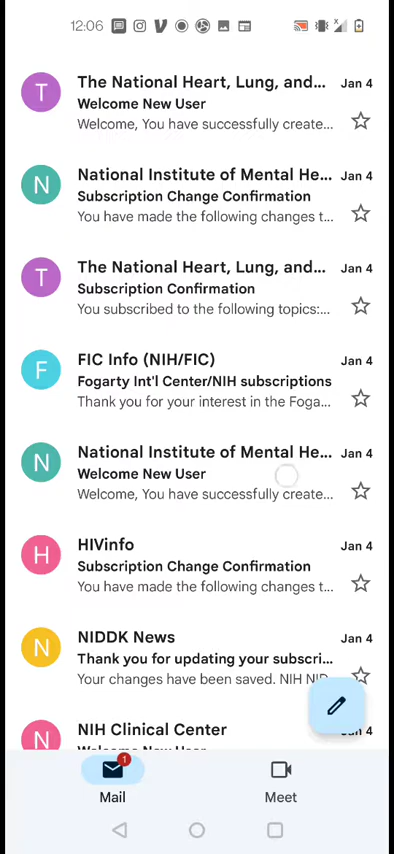 12:06
T
The National Heart, Lung, and... Jan 4
Welcome New User
Welcome, You have successfully create...
N
National Institute of Mental He... Jan 4
Subscription Change Confirmation
You have made the following changes t...
T
The National Heart, Lung, and... Jan 4
Subscription Confirmation
You subscribed to the following topics:...
F
FIC Info (NIH/FIC) Jan 4
Fogarty Int'l Center/NIH subscriptions
Thank you for your interest in the Foga...
N
National Institute of Mental He... Jan 4
Welcome New User
Welcome, You have successfully create...
H
HIVinfo Jan 4
Subscription Change Confirmation
You have made the following changes t...
N
NIDDK News Jan 4
Thank you for updating your subscri...
Your changes have been saved. NIH NID
N
NIH Clinical Center Jan 4
Welcome New User
1
Mail Meet